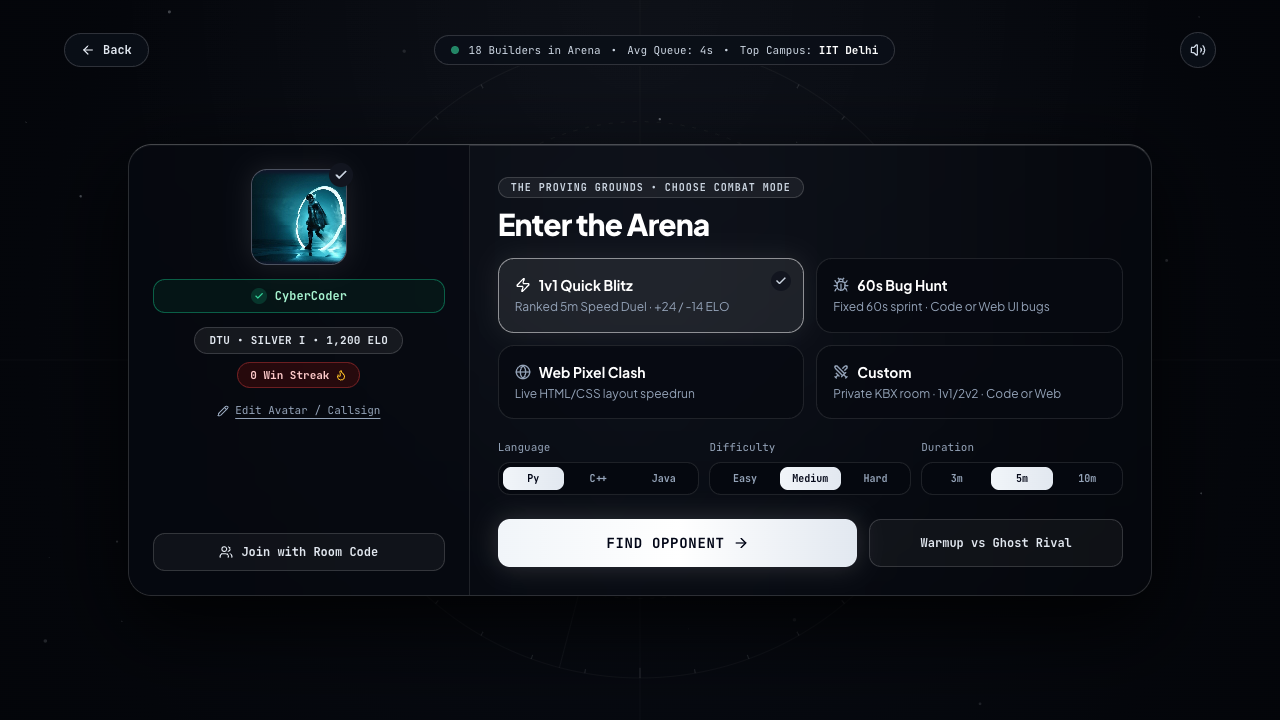 Back
18 Builders in Arena • Avg Queue: 4s • Top Campus: IIT Delhi
CyberCoder
DTU • SILVER I • 1,200 ELO
0 Win Streak
Edit Avatar / Callsign
Join with Room Code
THE PROVING GROUNDS • CHOOSE COMBAT MODE
Enter the Arena
1v1 Quick Blitz
Ranked 5m Speed Duel · +24 / -14 ELO
60s Bug Hunt
Fixed 60s sprint · Code or Web UI bugs
Web Pixel Clash
Live HTML/CSS layout speedrun
Custom
Private KBX room · 1v1/2v2 · Code or Web
Language
Py C++ Java
Difficulty
Easy Medium Hard
Duration
3m 5m 10m
FIND OPPONENT
Warmup vs Ghost Rival